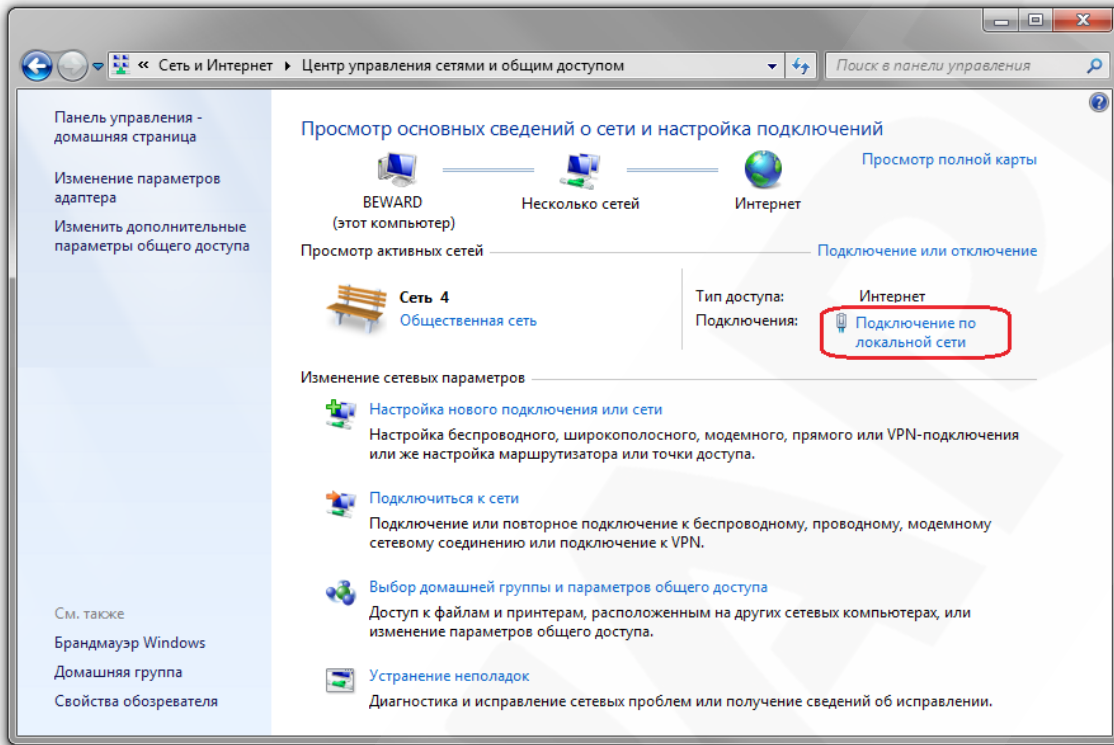 « Сеть и Интернет ▸ Центр управления сетями и общим доступом
Поиск в панели управления
Панель управления -
домашняя страница
Изменение параметров
адаптера
Изменить дополнительные
параметры общего доступа
См. также
Брандмауэр Windows
Домашняя группа
Свойства обозревателя
Просмотр основных сведений о сети и настройка подключений
BEWARD
(этот компьютер)
Несколько сетей
Интернет
Просмотр полной карты
Просмотр активных сетей
Подключение или отключение
Сеть 4
Общественная сеть
Тип доступа: Интернет
Подключения: Подключение по
локальной сети
Изменение сетевых параметров
Настройка нового подключения или сети
Настройка беспроводного, широкополосного, модемного, прямого или VPN-подключения
или же настройка маршрутизатора или точки доступа.
Подключиться к сети
Подключение или повторное подключение к беспроводному, проводному, модемному
сетевому соединению или подключение к VPN.
Выбор домашней группы и параметров общего доступа
Доступ к файлам и принтерам, расположенным на других сетевых компьютерах, или
изменение параметров общего доступа.
Устранение неполадок
Диагностика и исправление сетевых проблем или получение сведений об исправлении.